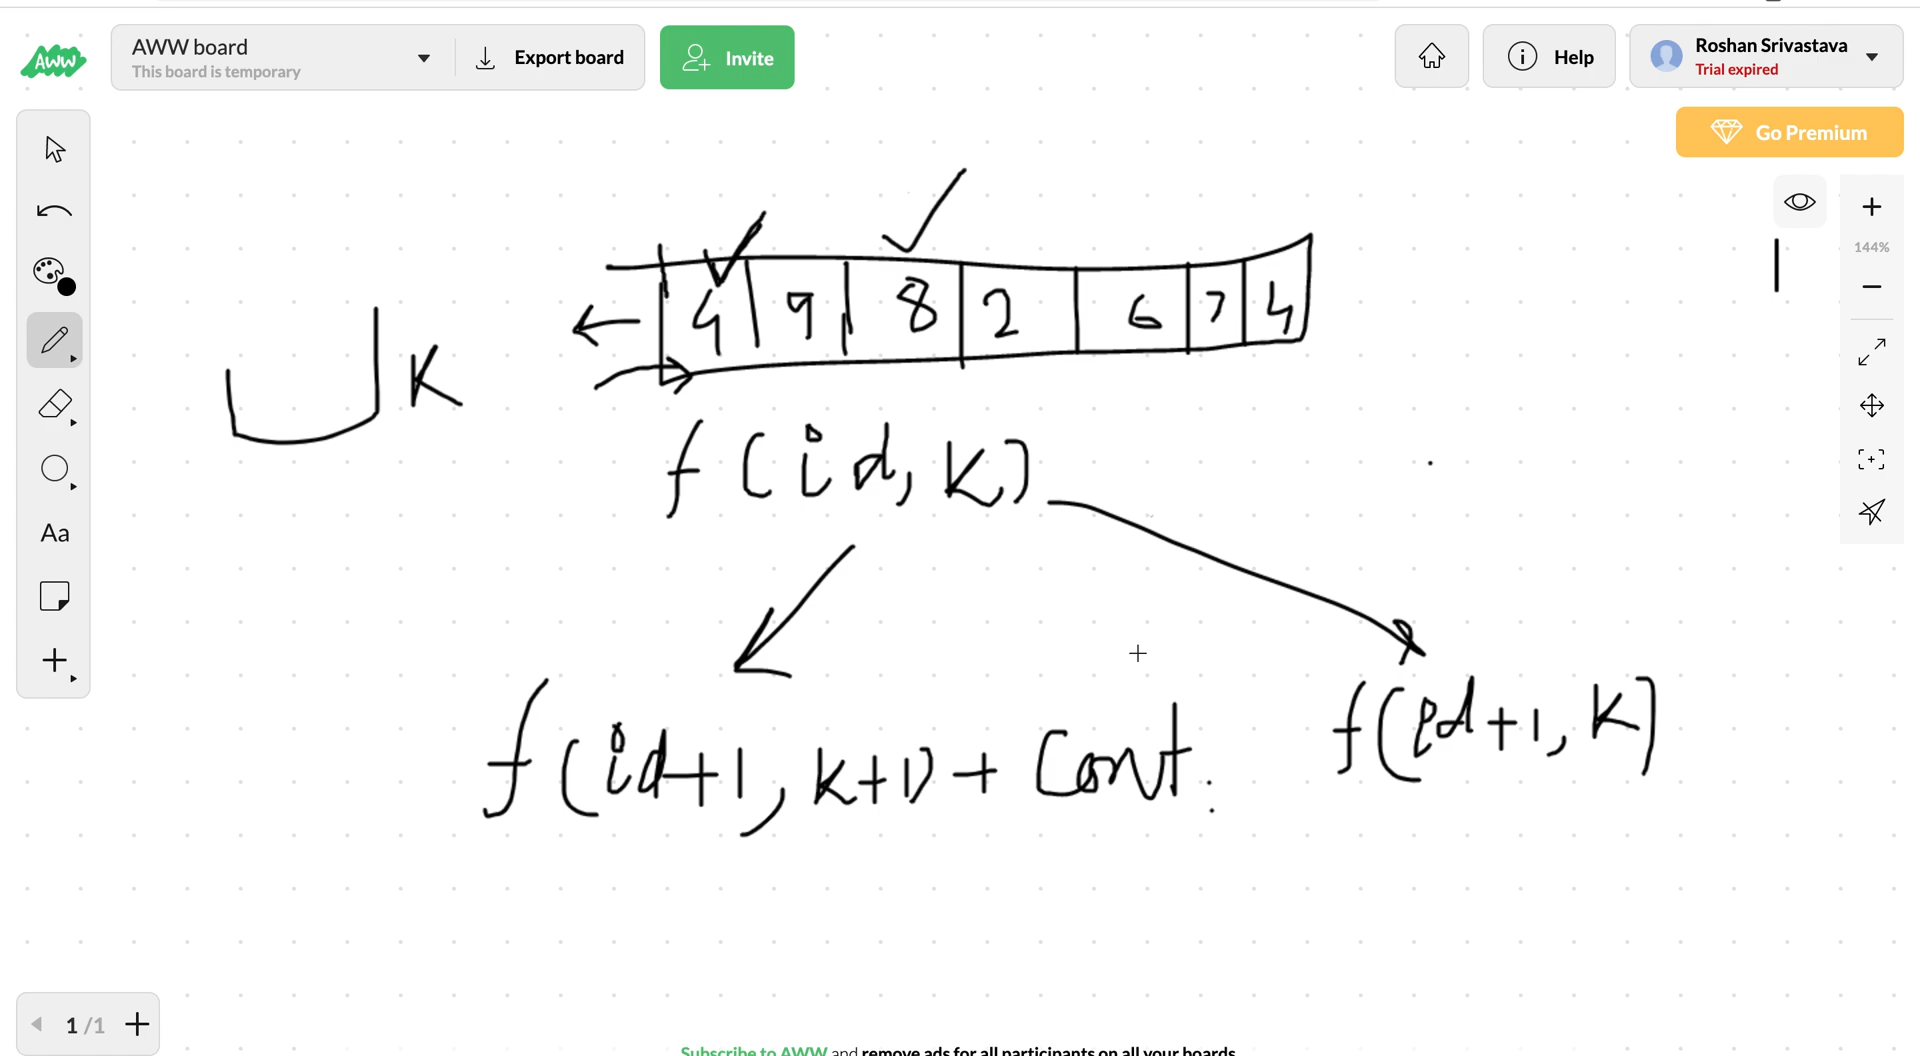 AWW
AWW board
This board is temporary
Export board
Invite
Help
Roshan Srivastava
Trial expired
Go Premium
144%
4 9 8 2 6 7 4
K
f(id, K)
f(id+1, K+1) + Cont.
f(id+1, K)
Aa
1/1
Subscribe to AWW and remove ads for all participants on all your boards